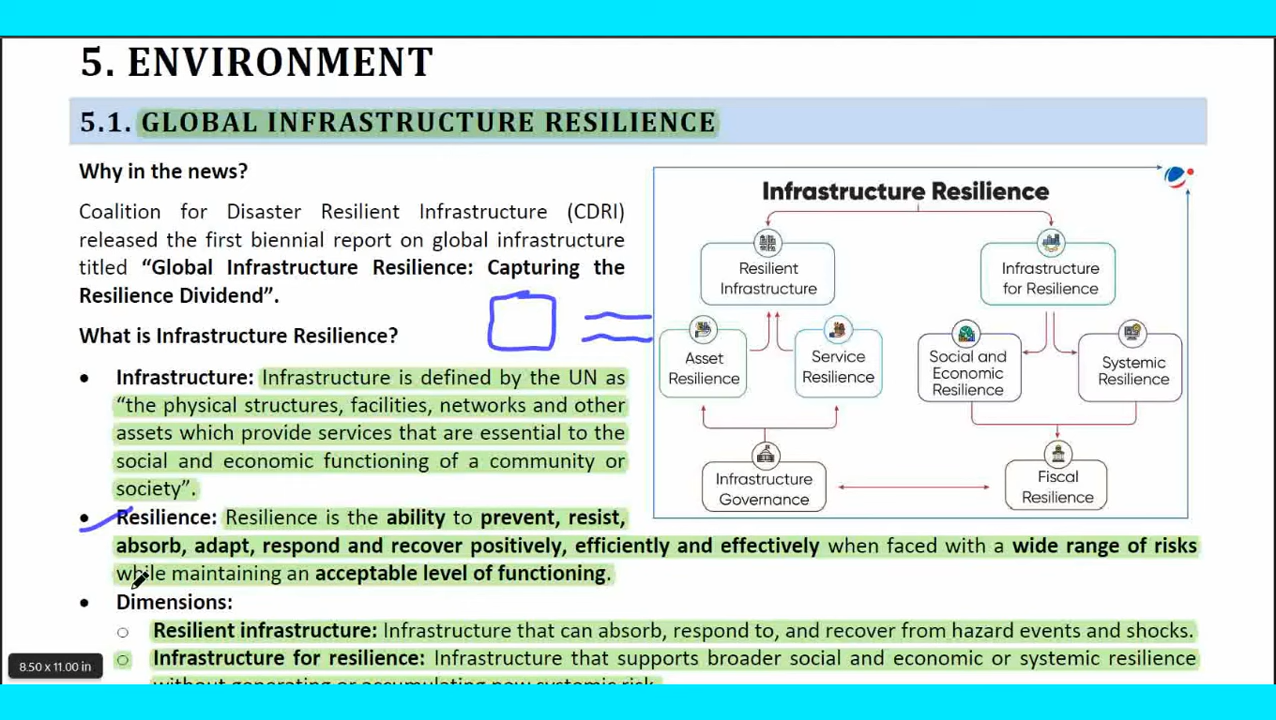 5. ENVIRONMENT
5.1. GLOBAL INFRASTRUCTURE RESILIENCE
Why in the news?
Coalition for Disaster Resilient Infrastructure (CDRI)
released the first biennial report on global infrastructure
titled “Global Infrastructure Resilience: Capturing the
Resilience Dividend”.
What is Infrastructure Resilience?
• Infrastructure: Infrastructure is defined by the UN as
“the physical structures, facilities, networks and other
assets which provide services that are essential to the
social and economic functioning of a community or
society”.
Infrastructure Resilience
Resilient
Infrastructure
Infrastructure
for Resilience
Asset
Resilience
Service
Resilience
Social and
Economic
Resilience
Systemic
Resilience
Infrastructure
Governance
Fiscal
Resilience
• Resilience: Resilience is the ability to prevent, resist,
absorb, adapt, respond and recover positively, efficiently and effectively when faced with a wide range of risks
while maintaining an acceptable level of functioning.
• Dimensions:
○ Resilient infrastructure: Infrastructure that can absorb, respond to, and recover from hazard events and shocks.
○ Infrastructure for resilience: Infrastructure that supports broader social and economic or systemic resilience
without generating or accumulating new systemic risk.
8.50 x 11.00 in